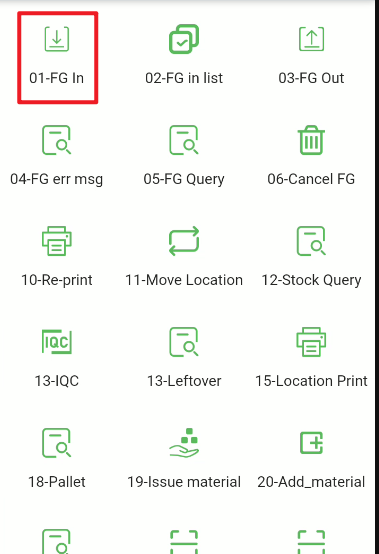 01-FG In
02-FG in list
03-FG Out
04-FG err msg
05-FG Query
06-Cancel FG
10-Re-print
11-Move Location
12-Stock Query
IQC
13-IQC
13-Leftover
15-Location Print
18-Pallet
19-Issue material
20-Add_material